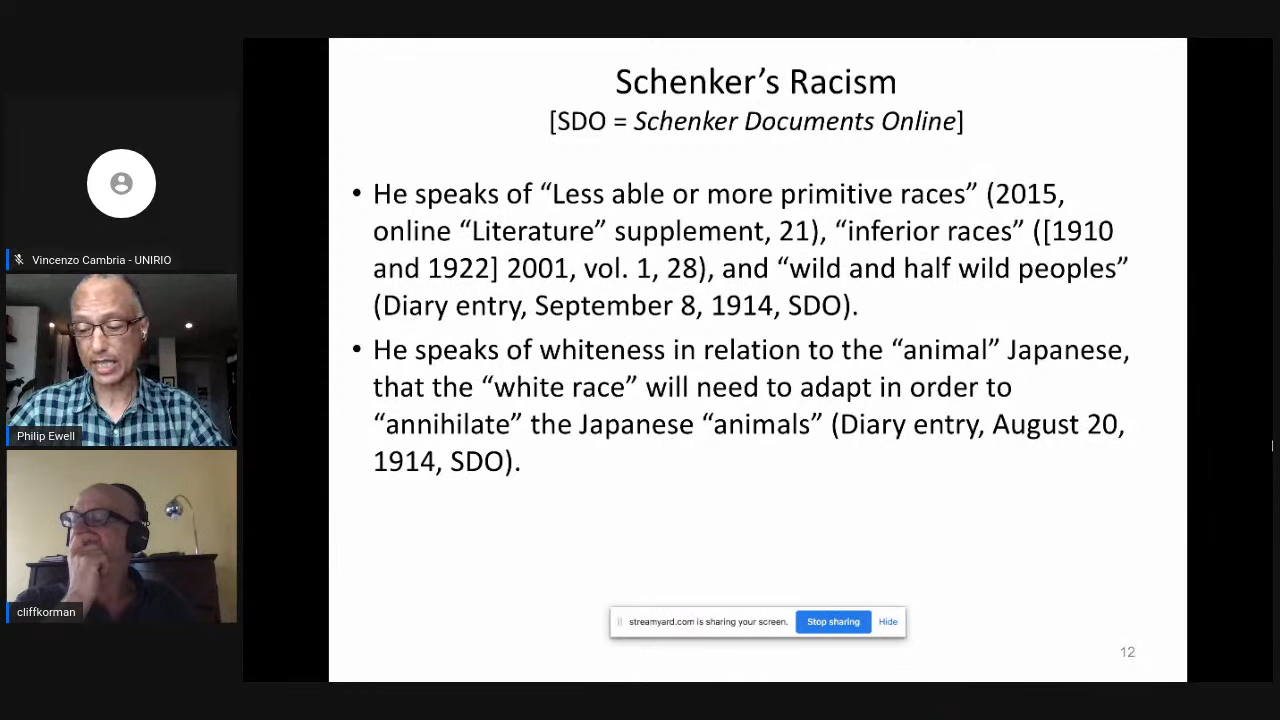 Schenker’s Racism
[SDO = Schenker Documents Online]
• He speaks of “Less able or more primitive races” (2015,
online “Literature” supplement, 21), “inferior races” ([1910
and 1922] 2001, vol. 1, 28), and “wild and half wild peoples”
(Diary entry, September 8, 1914, SDO).
• He speaks of whiteness in relation to the “animal” Japanese,
that the “white race” will need to adapt in order to
“annihilate” the Japanese “animals” (Diary entry, August 20,
1914, SDO).
streamyard.com is sharing your screen. Stop sharing Hide
12
Vincenzo Cambria - UNIRIO
Philip Ewell
cliffkorman